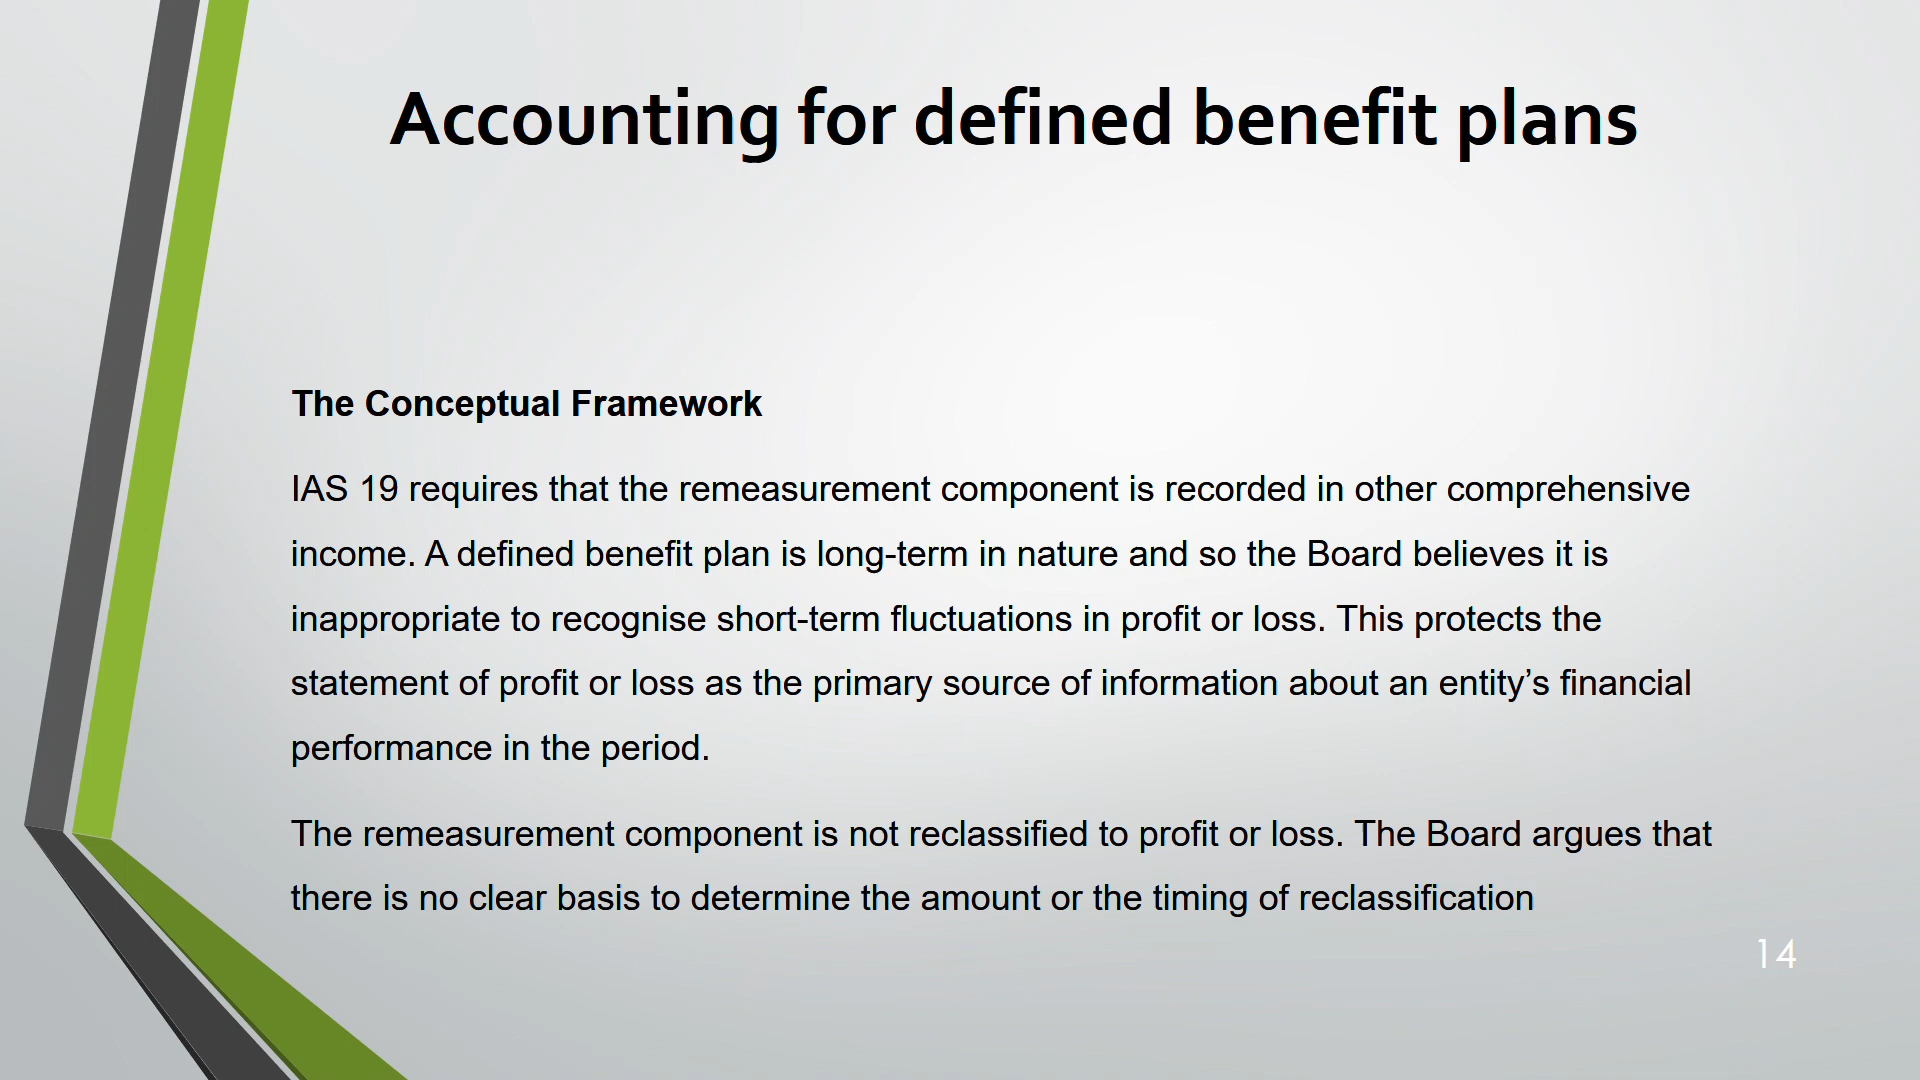 Accounting for defined benefit plans
The Conceptual Framework
IAS 19 requires that the remeasurement component is recorded in other comprehensive
income. A defined benefit plan is long-term in nature and so the Board believes it is
inappropriate to recognise short-term fluctuations in profit or loss. This protects the
statement of profit or loss as the primary source of information about an entity’s financial
performance in the period.
The remeasurement component is not reclassified to profit or loss. The Board argues that
there is no clear basis to determine the amount or the timing of reclassification
14